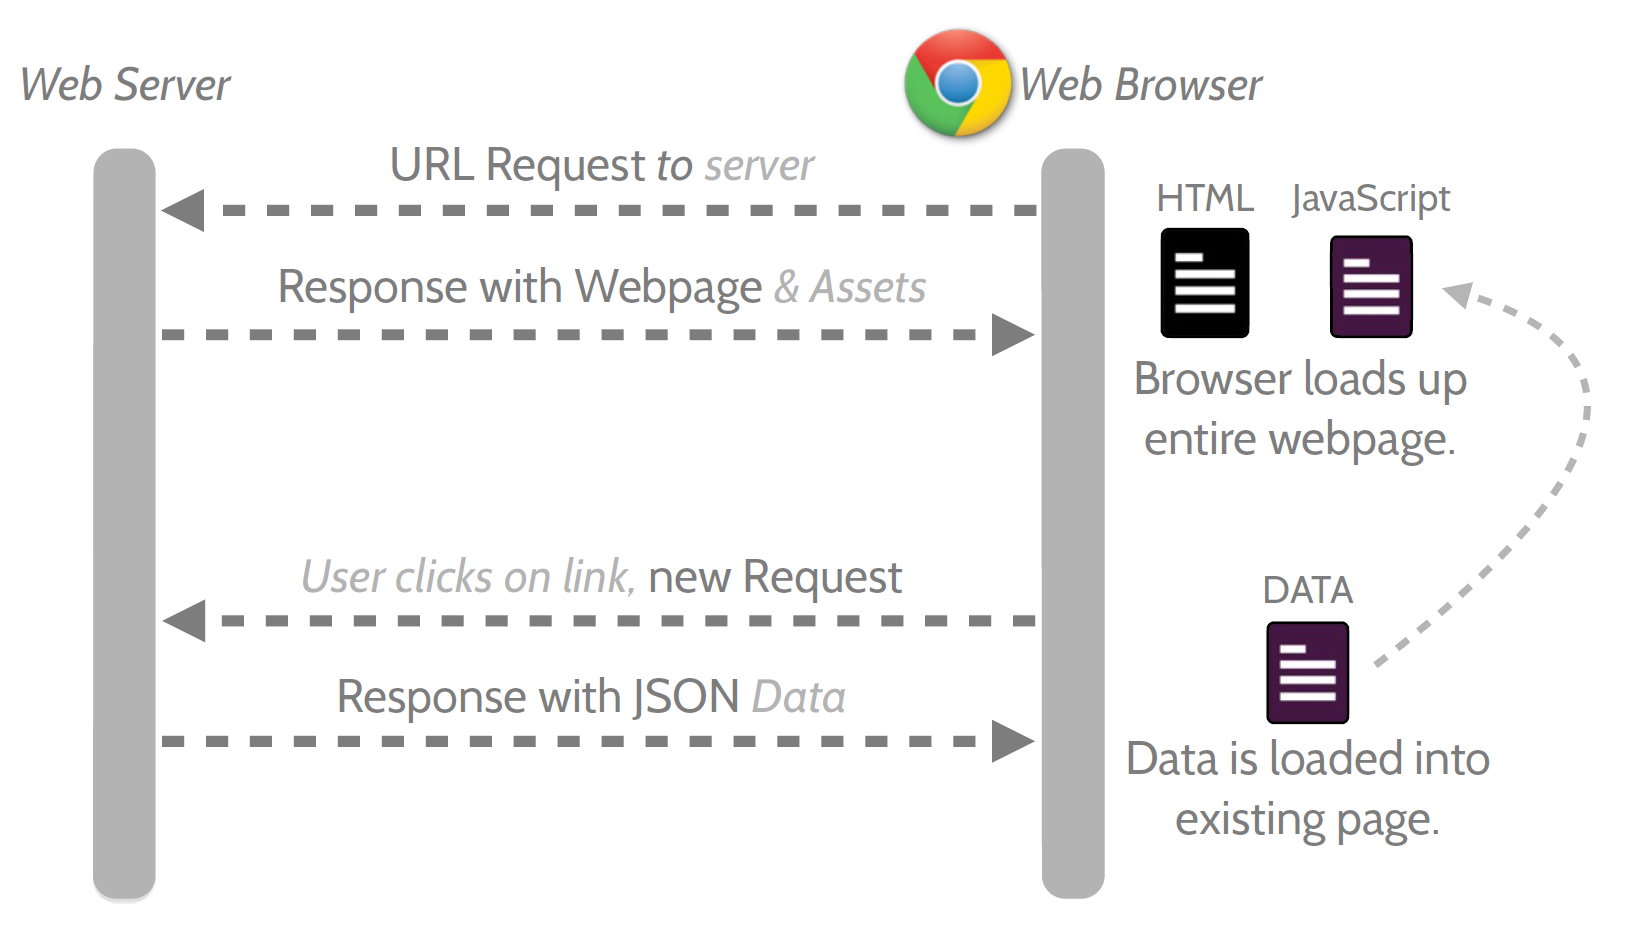 Web Server
Web Browser
URL Request to server
HTML
JavaScript
Response with Webpage & Assets
Browser loads up
entire webpage.
User clicks on link, new Request
DATA
Response with JSON Data
Data is loaded into
existing page.